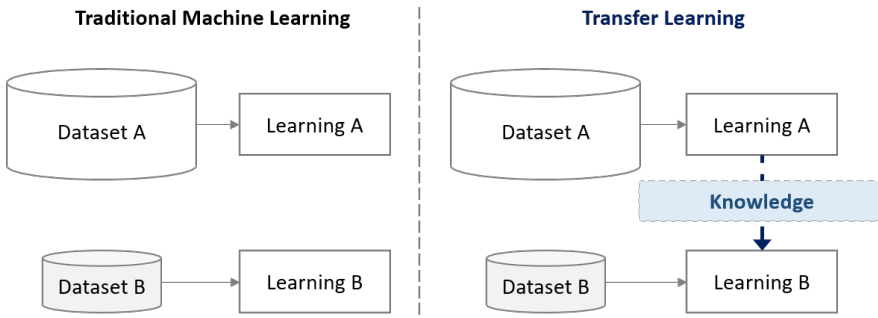 Traditional Machine Learning
Dataset A
Learning A
Dataset B
Learning B
Transfer Learning
Dataset A
Learning A
Knowledge
Dataset B
Learning B